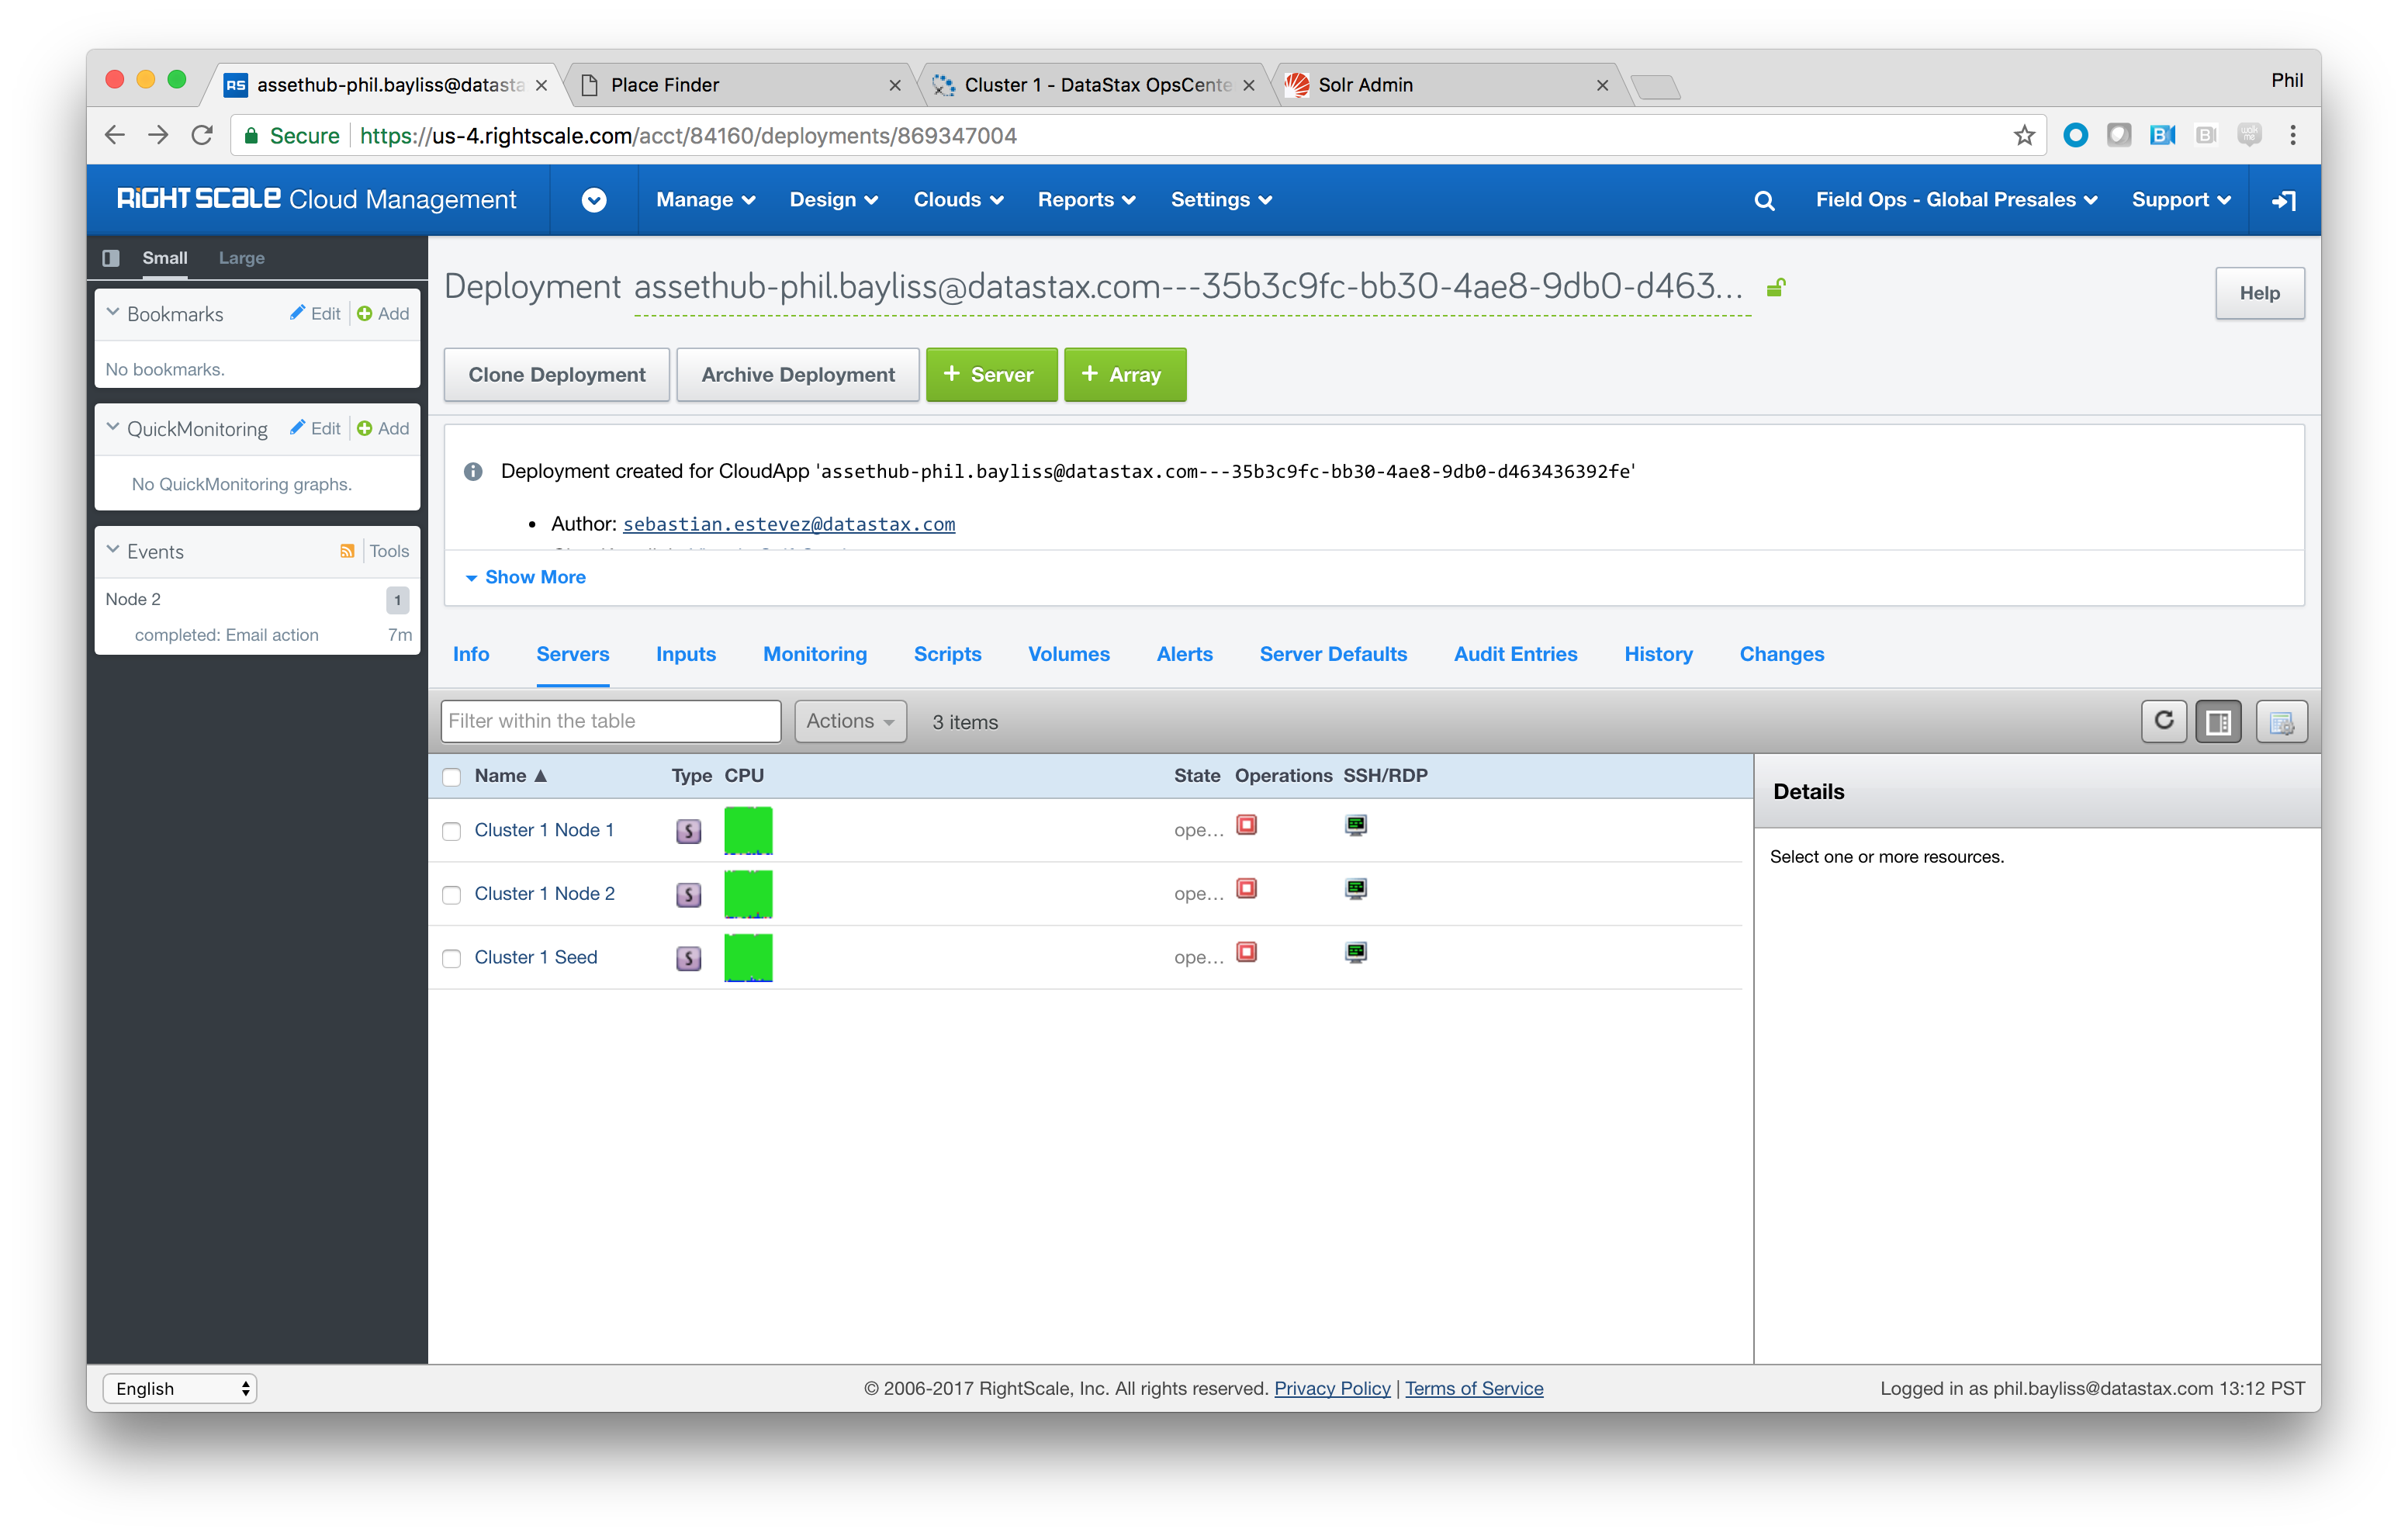 assethub-phil.bayliss@datasta
Place Finder
Cluster 1 - DataStax OpsCente
Solr Admin
Phil
Secure https://us-4.rightscale.com/acct/84160/deployments/869347004
RIGHTSCALE Cloud Management
Manage Design Clouds Reports Settings
Field Ops - Global Presales Support
Small Large
Bookmarks Edit Add
No bookmarks.
QuickMonitoring Edit Add
No QuickMonitoring graphs.
Events Tools
Node 2 1
completed: Email action 7m
Deployment assethub-phil.bayliss@datastax.com---35b3c9fc-bb30-4ae8-9db0-d463...
Help
Clone Deployment Archive Deployment + Server + Array
Deployment created for CloudApp 'assethub-phil.bayliss@datastax.com---35b3c9fc-bb30-4ae8-9db0-d463436392fe'
• Author: sebastian.estevez@datastax.com
Show More
Info Servers Inputs Monitoring Scripts Volumes Alerts Server Defaults Audit Entries History Changes
Filter within the table Actions 3 items
Name ▲ Type CPU State Operations SSH/RDP
Cluster 1 Node 1 S ope...
Cluster 1 Node 2 S ope...
Cluster 1 Seed S ope...
Details
Select one or more resources.
English
© 2006-2017 RightScale, Inc. All rights reserved. Privacy Policy | Terms of Service
Logged in as phil.bayliss@datastax.com 13:12 PST